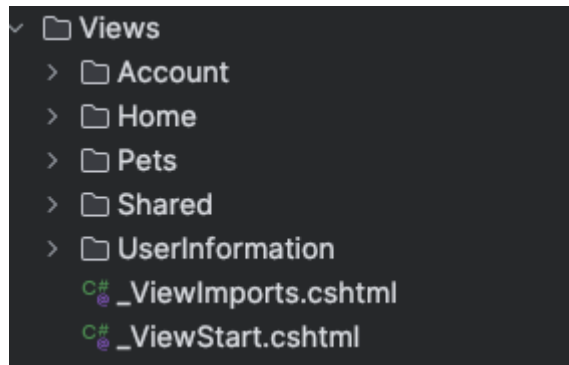 Views
Account
Home
Pets
Shared
UserInformation
C# _ViewImports.cshtml
C# _ViewStart.cshtml